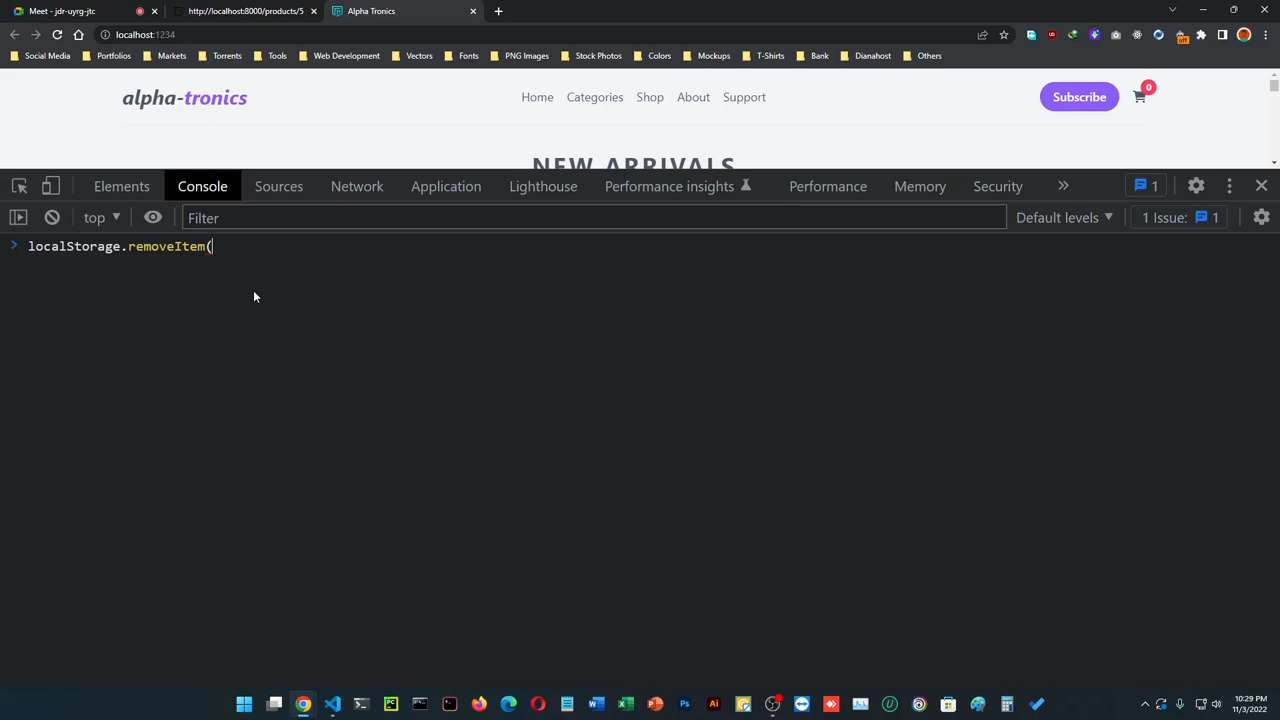 Meet - jdr-uyrg-jtc
http://localhost:8000/products/5
Alpha Tronics
localhost:1234
Social Media Portfolios Markets Torrents Tools Web Development Vectors Fonts PNG Images Stock Photos Colors Mockups T-Shirts Bank Dianahost Others
alpha-tronics Home Categories Shop About Support Subscribe 0
NEW ARRIVALS
Elements Console Sources Network Application Lighthouse Performance insights Performance Memory Security 1
top Filter Default levels 1 Issue: 1
localStorage.removeItem(
10:29 PM
11/3/2022